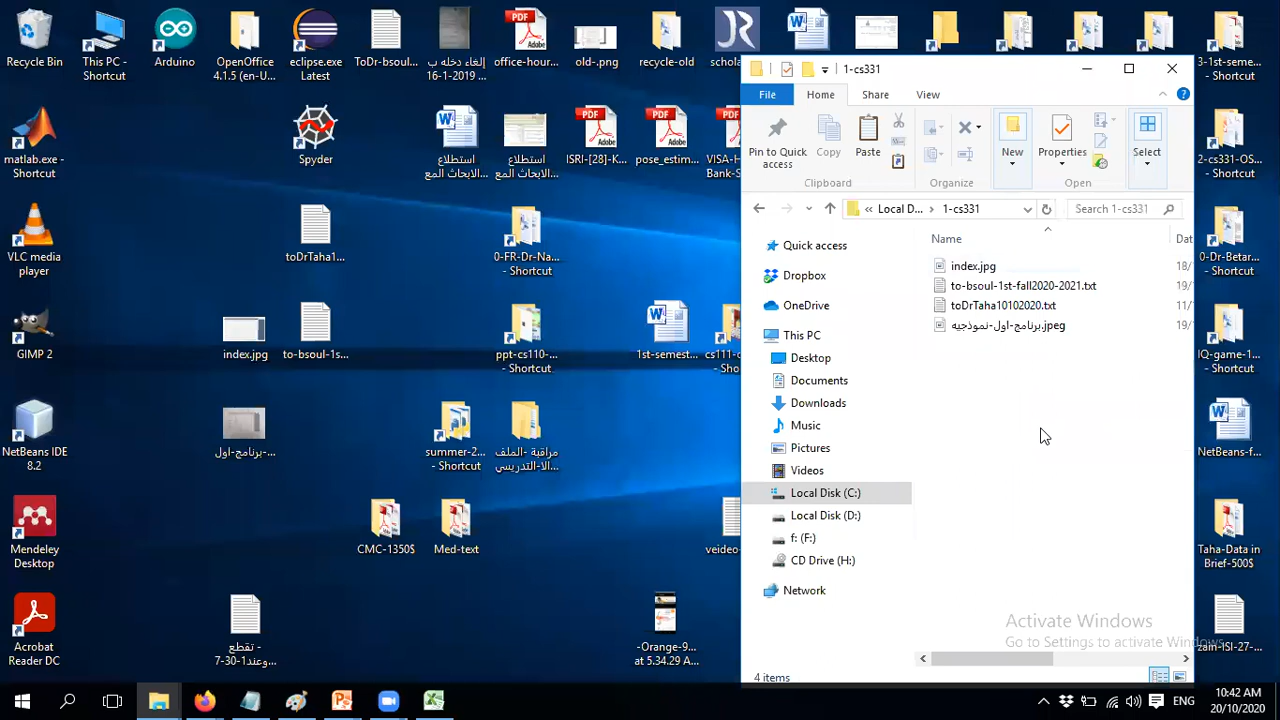 Recycle Bin
This PC - Shortcut
Arduino
OpenOffice 4.1.5 (en-U...
eclipse.exe Latest
ToDr-bsoul...
إلغاء دخله ب
16-1-2019 ...
office-hour...
old-.png
recycle-old
schola
3-1st-seme - Shortcut
matlab.exe - Shortcut
Spyder
استطلاع الابحاث المع...
استطلاع الابحاث المع...
ISRI-[28]-K...
pose_estim...
VISA-H
Bank-S
2-cs331-OS - Shortcut
VLC media player
toDrTaha1...
0-FR-Dr-Na... - Shortcut
0-Dr-Betar... - Shortcut
GIMP 2
index.jpg
to-bsoul-1s...
ppt-cs110-... - Shortcut
1st-semest...
cs111-c
- Shortcut
IQ-game-1... - Shortcut
NetBeans IDE 8.2
برنامج-اول-...
summer-2... - Shortcut
مراقبة -الملف الا-التدريسي
NetBeans-f...
Mendeley Desktop
CMC-1350$
Med-text
veideo-
Taha-Data in Brief-500$
Acrobat Reader DC
تقطع -
وعند1-30-7...
-Orange-9... at 5.34.29 A...
zain-ISI-27-...
1-cs331
File
Home
Share
View
Pin to Quick access
Copy
Paste
New
Properties
Select
Clipboard
Organize
Open
« Local D... › 1-cs331
Search 1-cs331
Name
Dat
Quick access
Dropbox
OneDrive
This PC
Desktop
Documents
Downloads
Music
Pictures
Videos
Local Disk (C:)
Local Disk (D:)
f: (F:)
CD Drive (H:)
Network
index.jpg 18/
to-bsoul-1st-fall2020-2021.txt 19/
toDrTaha10102020.txt 11/
برنامج-اول-نموذجيه.jpeg 19/
4 items
Activate Windows
Go to Settings to activate Windows.
ENG
10:42 AM
20/10/2020